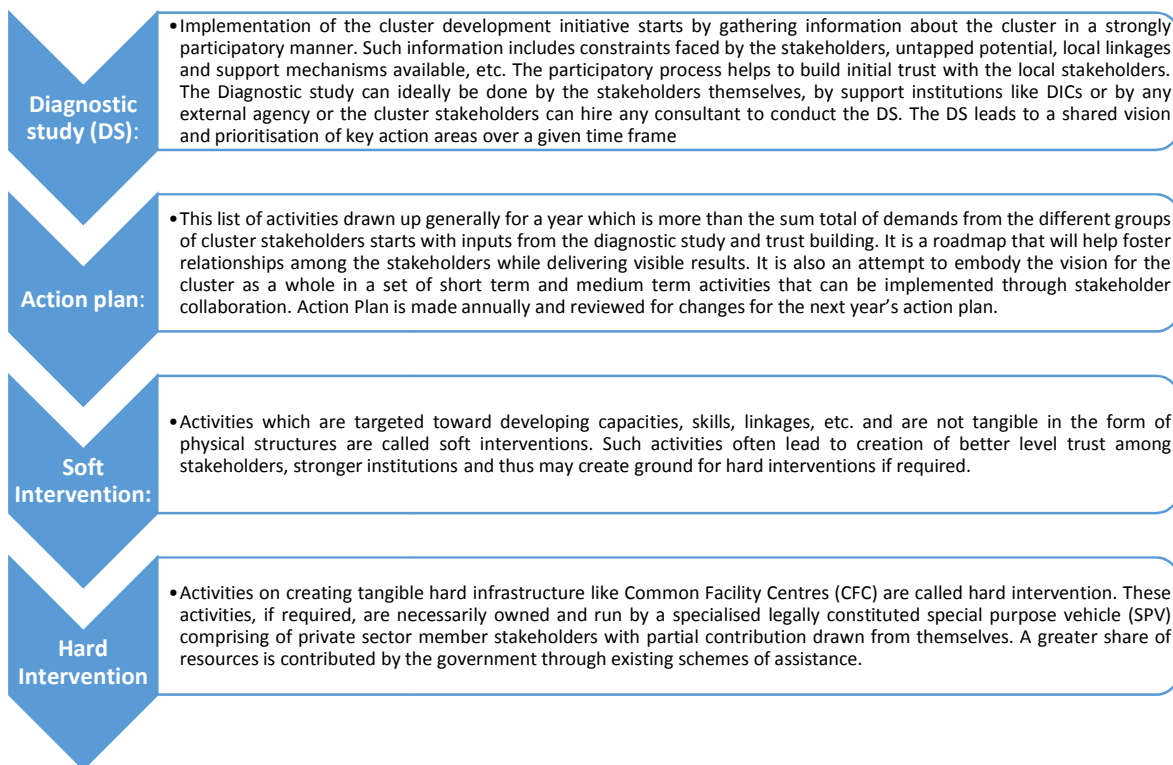 Diagnostic
study (DS):
•Implementation of the cluster development initiative starts by gathering information about the cluster in a strongly
participatory manner. Such information includes constraints faced by the stakeholders, untapped potential, local linkages
and support mechanisms available, etc. The participatory process helps to build initial trust with the local stakeholders.
The Diagnostic study can ideally be done by the stakeholders themselves, by support institutions like DICs or by any
external agency or the cluster stakeholders can hire any consultant to conduct the DS. The DS leads to a shared vision
and prioritisation of key action areas over a given time frame
Action plan:
•This list of activities drawn up generally for a year which is more than the sum total of demands from the different groups
of cluster stakeholders starts with inputs from the diagnostic study and trust building. It is a roadmap that will help foster
relationships among the stakeholders while delivering visible results. It is also an attempt to embody the vision for the
cluster as a whole in a set of short term and medium term activities that can be implemented through stakeholder
collaboration. Action Plan is made annually and reviewed for changes for the next year's action plan.
Soft
Intervention:
•Activities which are targeted toward developing capacities, skills, linkages, etc. and are not tangible in the form of
physical structures are called soft interventions. Such activities often lead to creation of better level trust among
stakeholders, stronger institutions and thus may create ground for hard interventions if required.
Hard
Intervention
•Activities on creating tangible hard infrastructure like Common Facility Centres (CFC) are called hard intervention. These
activities, if required, are necessarily owned and run by a specialised legally constituted special purpose vehicle (SPV)
comprising of private sector member stakeholders with partial contribution drawn from themselves. A greater share of
resources is contributed by the government through existing schemes of assistance.